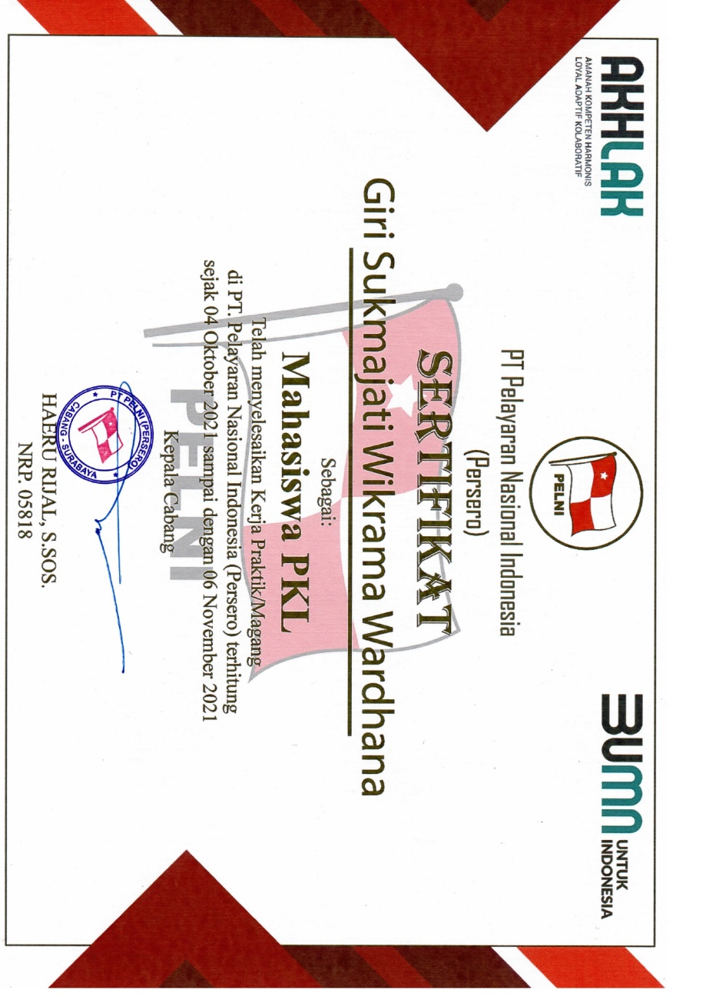 AKHLAK
AMANAH KOMPETEN HARMONIS
LOYAL ADAPTIF KOLABORATIF
BUMN
UNTUK
INDONESIA
PELNI
PT Pelayaran Nasional Indonesia
(Persero)
SERTIFIKAT
Giri Sukmajati Wikrama Wardhana
Sebagai:
Mahasiswa PKL
Telah menyelesaikan Kerja Praktik/Magang
di PT. Pelayaran Nasional Indonesia (Persero) terhitung
sejak 04 Oktober 2021 sampai dengan 06 November 2021
PELNI
Kepala Cabang
PT PELNI (PERSERO)
CABANG - SURABAYA
HAERU RIJAL, S.SOS.
NRP. 05818